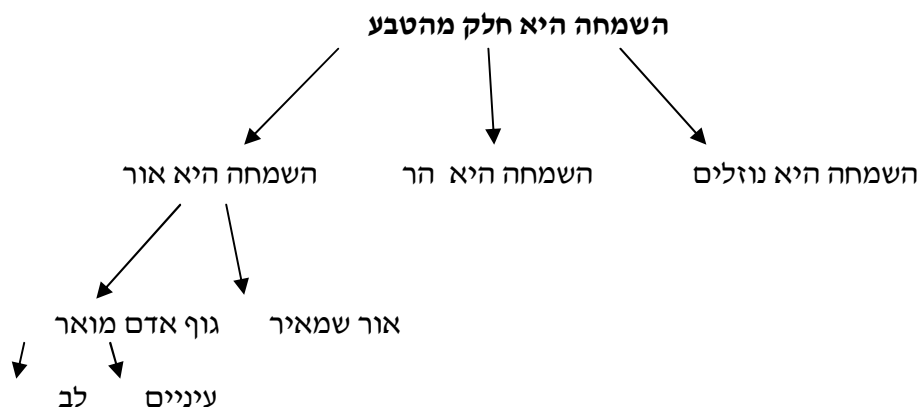 השמחה היא חלק מהטבע
השמחה היא נוזלים השמחה היא הר השמחה היא אור
אור שמאיר גוף אדם מואר
עיניים לב